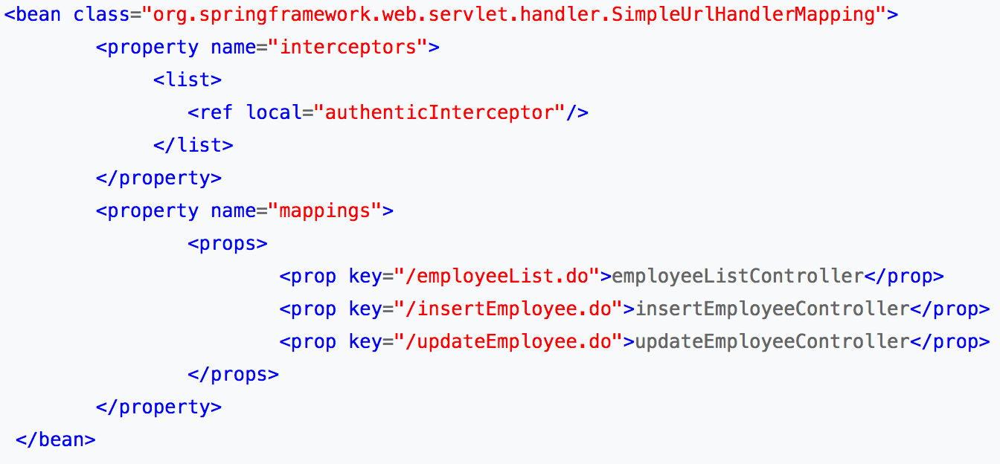 <bean class="org.springframework.web.servlet.handler.SimpleUrlHandlerMapping">
<property name="interceptors">
<list>
<ref local="authenticInterceptor"/>
</list>
</property>
<property name="mappings">
<props>
<prop key="/employeeList.do">employeeListController</prop>
<prop key="/insertEmployee.do">insertEmployeeController</prop>
<prop key="/updateEmployee.do">updateEmployeeController</prop>
</props>
</property>
</bean>